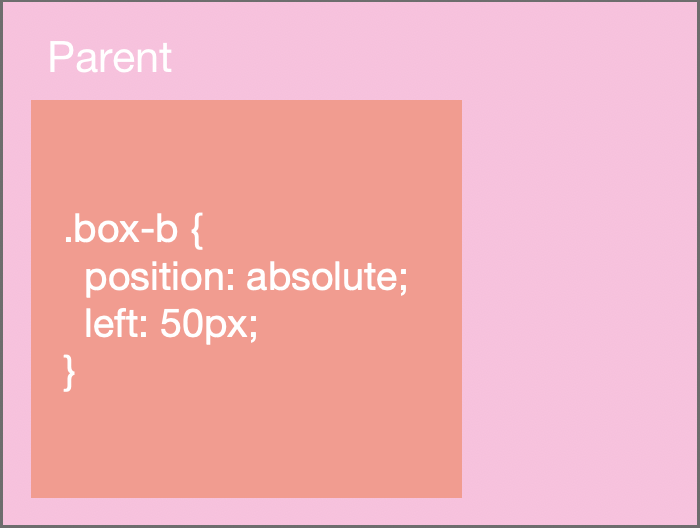 Parent
.box-b {
position: absolute;
left: 50px;
}